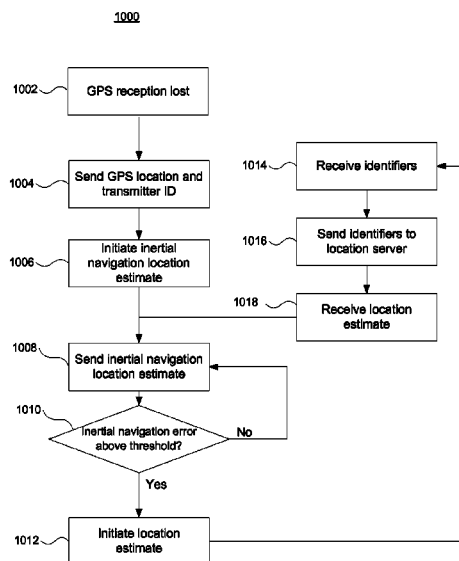 1000
1002
GPS reception lost
1004
Send GPS location and
transmitter ID
1006
Initiate inertial
navigation location
estimate
1008
Send inertial navigation
location estimate
1010
Inertial navigation error
above threshold?
No
Yes
1012
Initiate location
estimate
1014
Receive identifiers
1016
Send identifiers to
location server
1018
Receive location
estimate